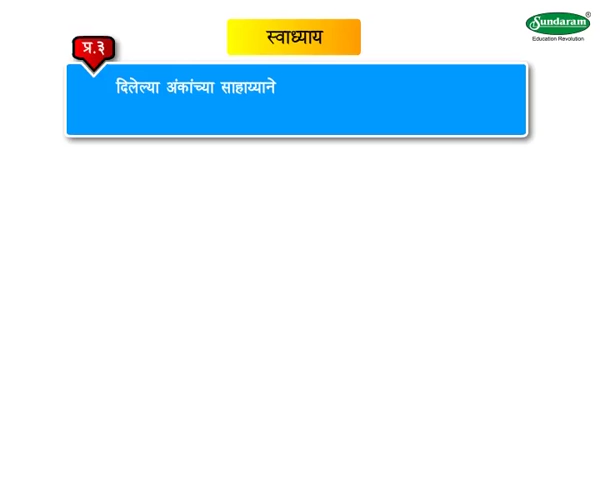 स्वाध्याय
Sundaram®
Education Revolution
प्र.३
दिलेल्या अंकांच्या साहाय्याने